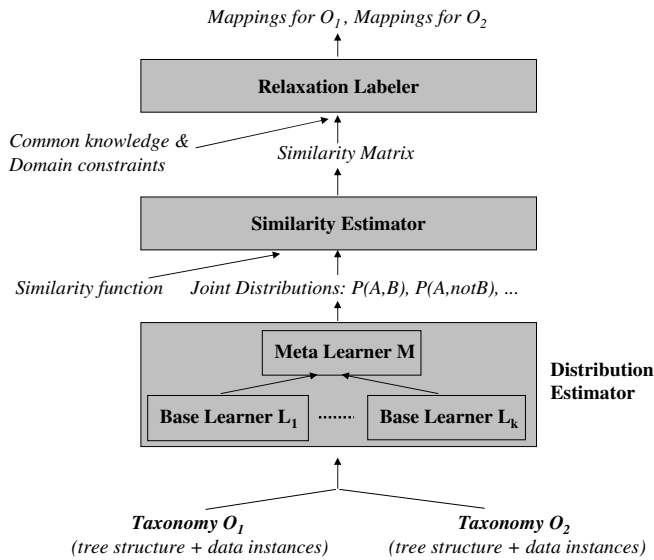 Mappings for O1 , Mappings for O2
Relaxation Labeler
Common knowledge &
Domain constraints
Similarity Matrix
Similarity Estimator
Similarity function
Joint Distributions: P(A,B), P(A,notB), ...
Meta Learner M
Distribution
Estimator
Base Learner L1
Base Learner Lk
Taxonomy O1
(tree structure + data instances)
Taxonomy O2
(tree structure + data instances)